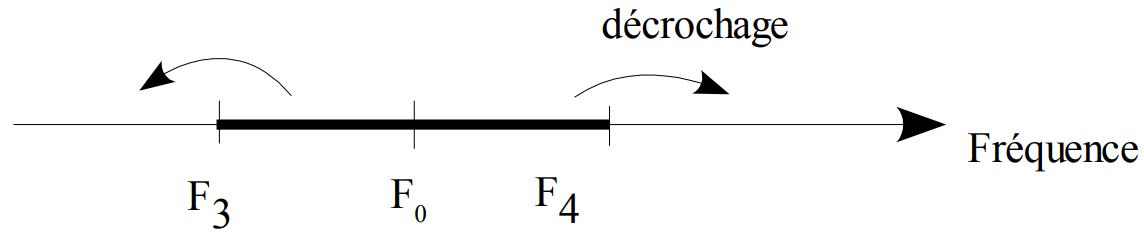 décrochage
Fréquence
F₃
F₀
F₄